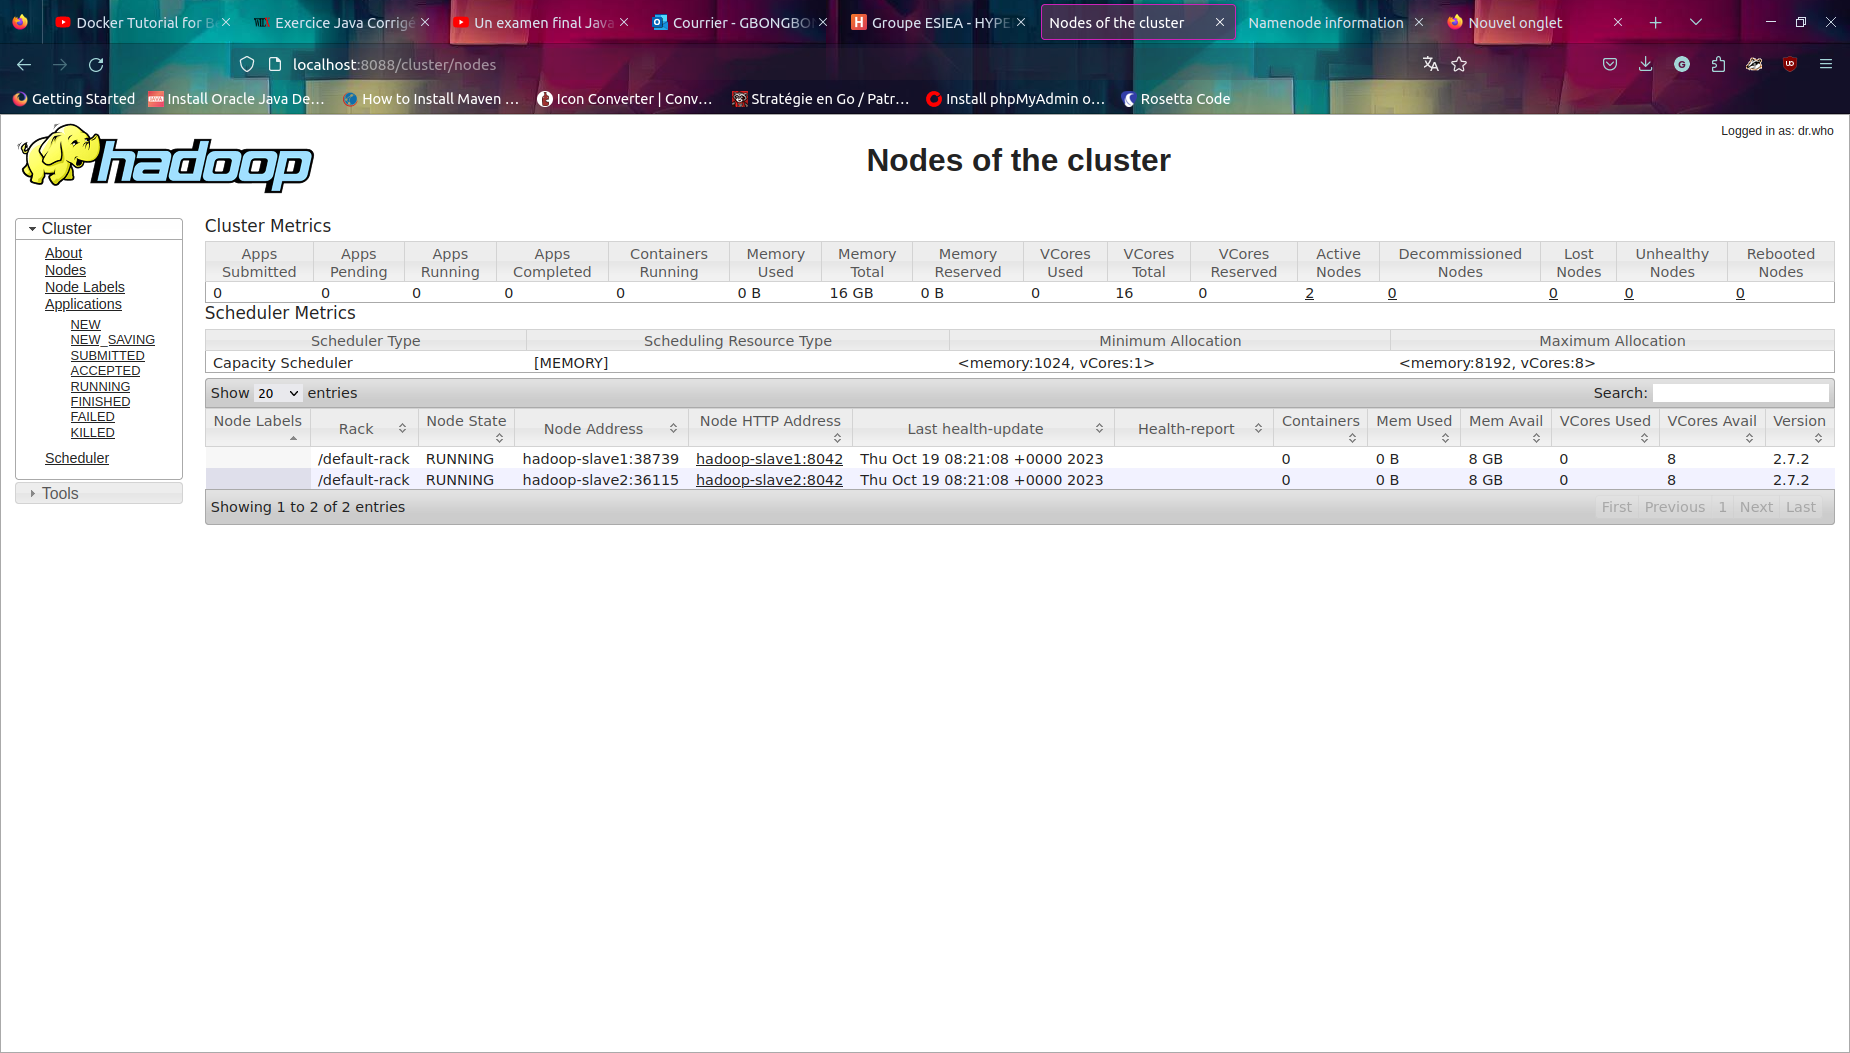 Docker Tutorial for Be
Exercice Java Corrigé
Un examen final Java
Courrier - GBONGBO
Groupe ESIEA - HYPE
Nodes of the cluster
Namenode information
Nouvel onglet
localhost:8088/cluster/nodes
Getting Started
Install Oracle Java De…
How to Install Maven …
Icon Converter | Conv…
Stratégie en Go / Patr…
Install phpMyAdmin o…
Rosetta Code
hadoop
Nodes of the cluster
Logged in as: dr.who
Cluster
About
Nodes
Node Labels
Applications
NEW
NEW_SAVING
SUBMITTED
ACCEPTED
RUNNING
FINISHED
FAILED
KILLED
Scheduler
Tools
Cluster Metrics
Apps Submitted Apps Pending Apps Running Apps Completed Containers Running Memory Used Memory Total Memory Reserved VCores Used VCores Total VCores Reserved Active Nodes Decommissioned Nodes Lost Nodes Unhealthy Nodes Rebooted Nodes
0 0 0 0 0 0 B 16 GB 0 B 0 16 0 2 0 0 0 0
Scheduler Metrics
Scheduler Type Scheduling Resource Type Minimum Allocation Maximum Allocation
Capacity Scheduler [MEMORY] <memory:1024, vCores:1> <memory:8192, vCores:8>
Show 20 entries Search:
Node Labels Rack Node State Node Address Node HTTP Address Last health-update Health-report Containers Mem Used Mem Avail VCores Used VCores Avail Version
/default-rack RUNNING hadoop-slave1:38739 hadoop-slave1:8042 Thu Oct 19 08:21:08 +0000 2023 0 0 B 8 GB 0 8 2.7.2
/default-rack RUNNING hadoop-slave2:36115 hadoop-slave2:8042 Thu Oct 19 08:21:08 +0000 2023 0 0 B 8 GB 0 8 2.7.2
Showing 1 to 2 of 2 entries First Previous 1 Next Last